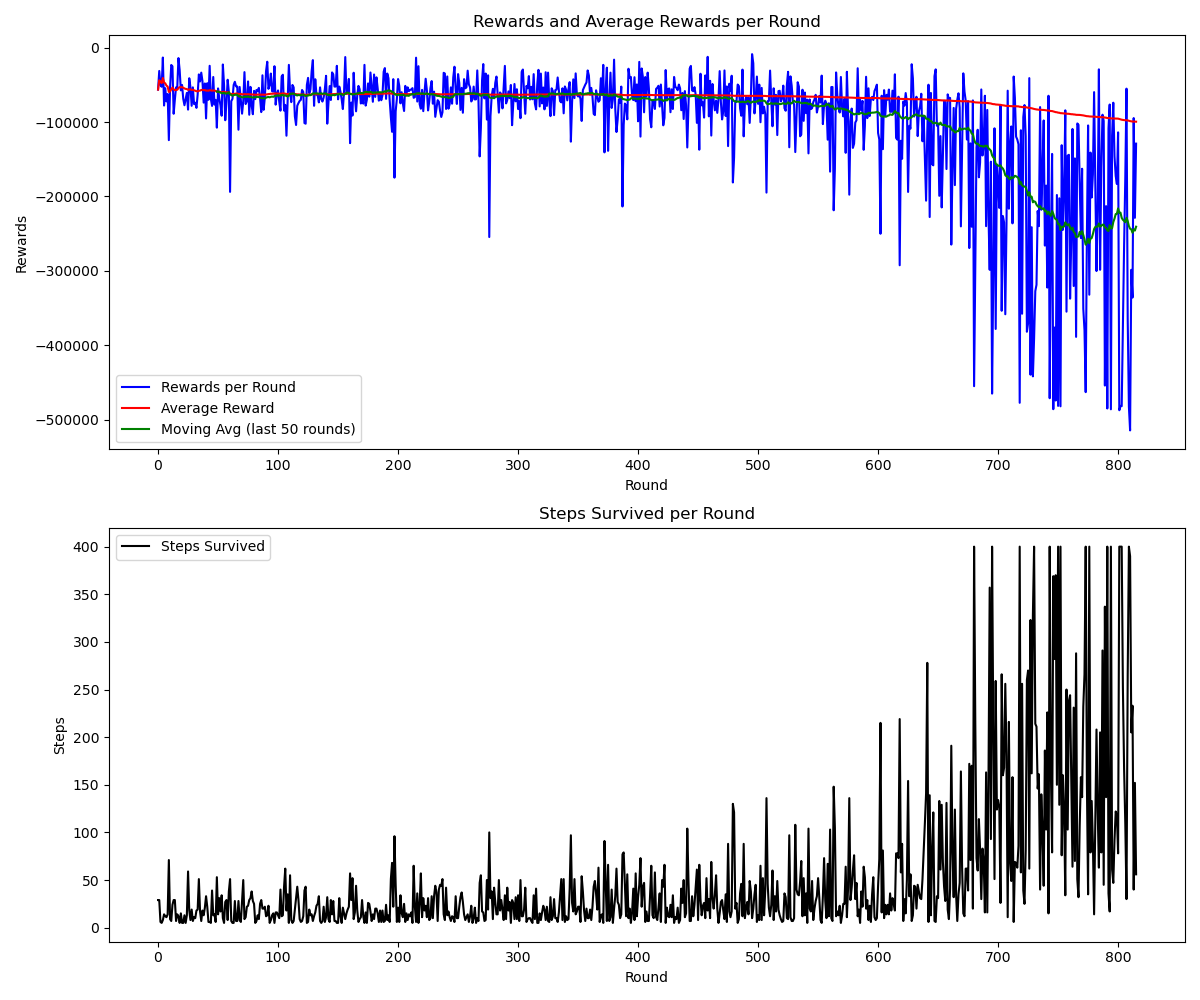 Rewards and Average Rewards per Round
0
−100000
−200000
−300000
−400000
−500000
Rewards
Rewards per Round
Average Reward
Moving Avg (last 50 rounds)
0 100 200 300 400 500 600 700 800
Round
Steps Survived per Round
400
350
300
250
200
150
100
50
0
Steps
Steps Survived
0 100 200 300 400 500 600 700 800
Round